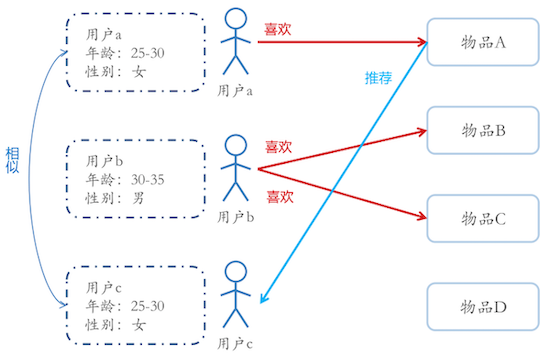 用户a
年龄：25-30
性别：女
用户a
喜欢
物品A
推荐
相似
用户b
年龄：30-35
性别：男
用户b
喜欢
喜欢
物品B
物品C
用户c
年龄：25-30
性别：女
用户c
物品D